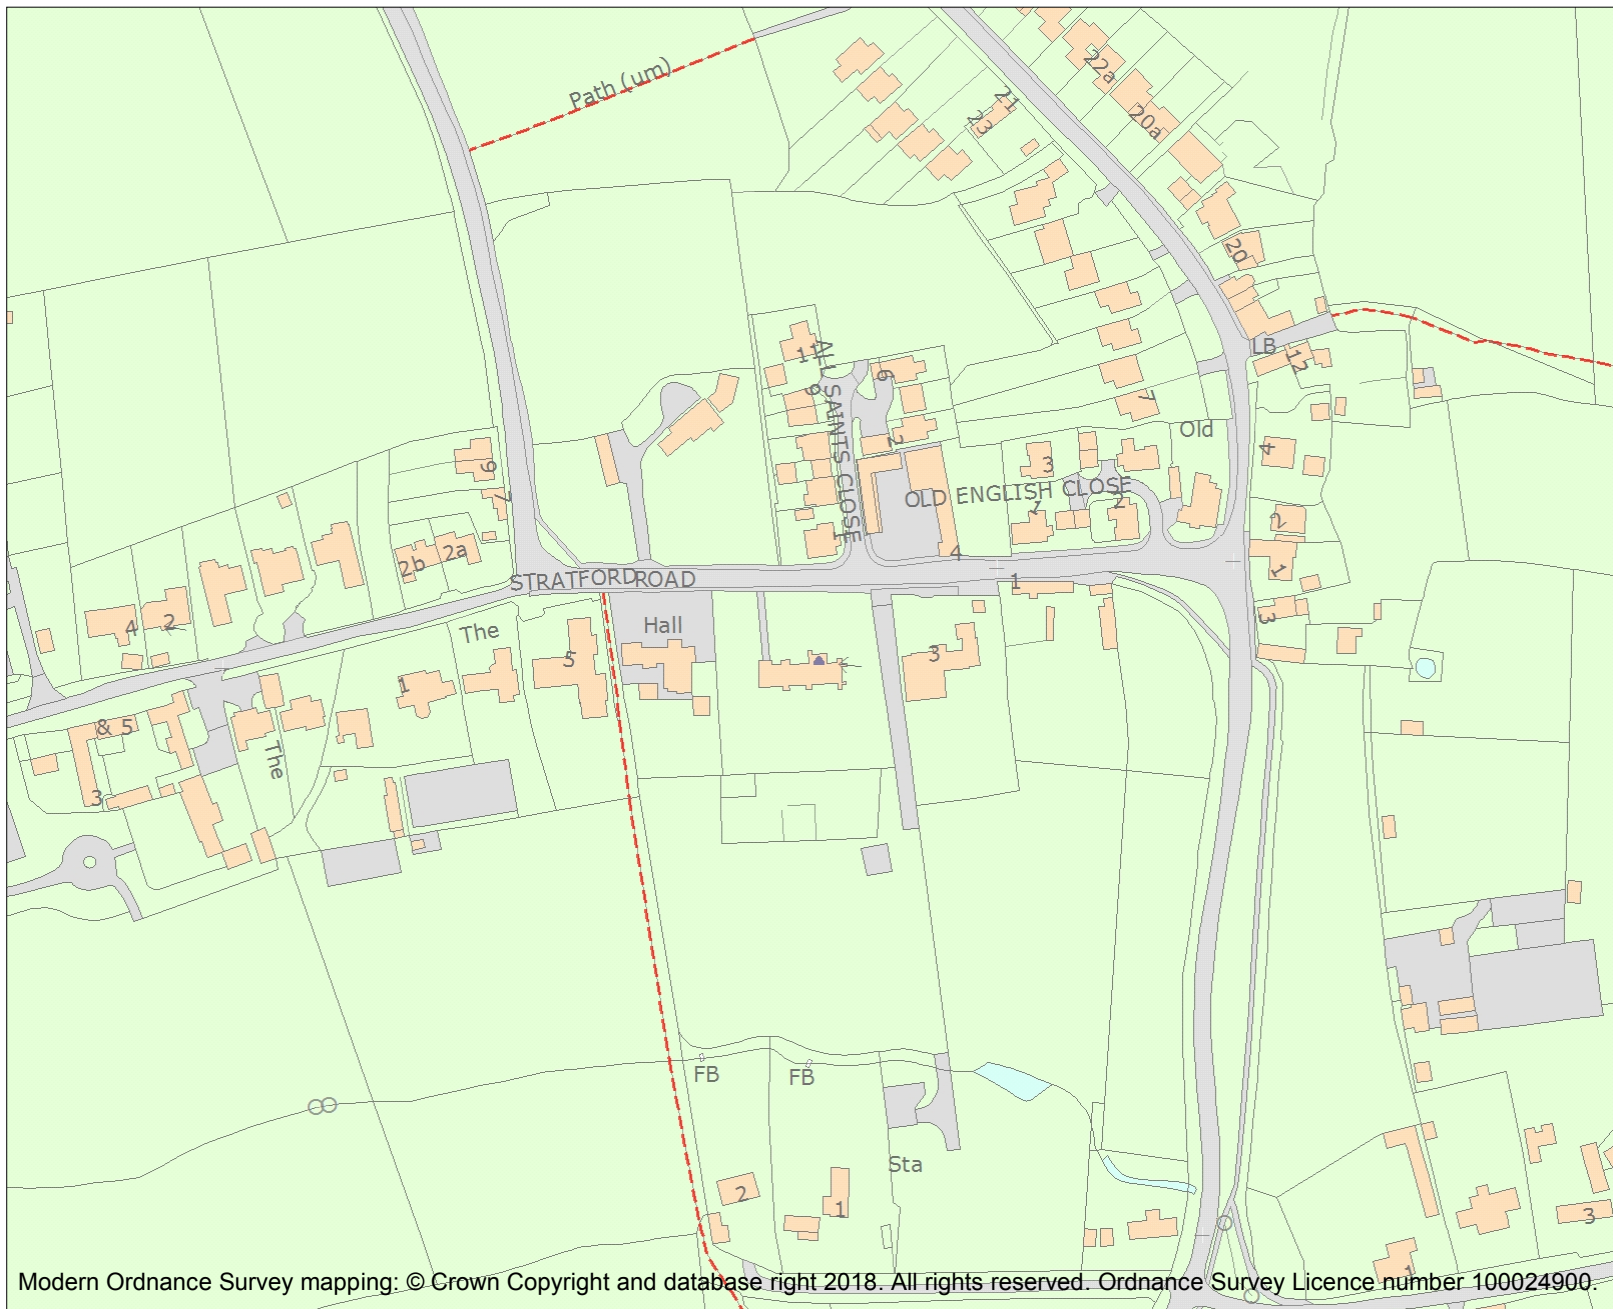 Path (um)
22a
21
23
20a
20
LB
12
11
ALL SAINTS CLOSE
9
6
7
2
Old
4
3
9
7
OLD ENGLISH CLOSE
1
2
2
1
4
2b
2a
STRATFORD ROAD
1
1
4
2
The
Hall
3
5
3
1
& 5
The
3
FB
FB
Sta
2
1
3
1
Modern Ordnance Survey mapping: © Crown Copyright and database right 2018. All rights reserved. Ordnance Survey Licence number 100024900.